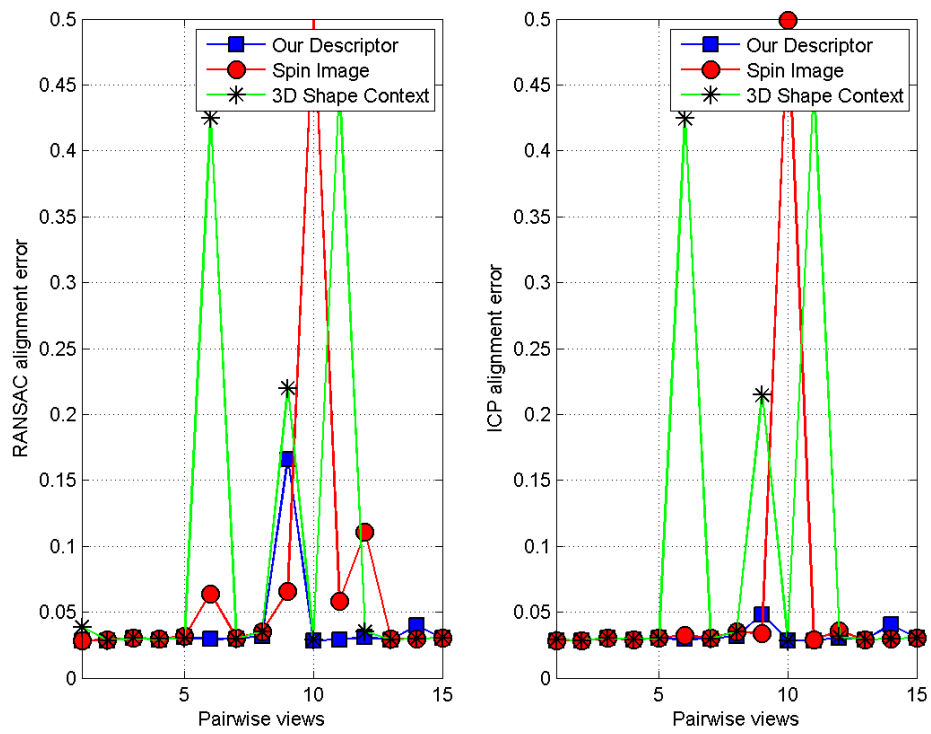 0.5
0.45
0.4
0.35
0.3
0.25
0.2
0.15
0.1
0.05
0
RANSAC alignment error
Our Descriptor
Spin Image
3D Shape Context
5
10
15
Pairwise views
0.5
0.45
0.4
0.35
0.3
0.25
0.2
0.15
0.1
0.05
0
ICP alignment error
Our Descriptor
Spin Image
3D Shape Context
5
10
15
Pairwise views